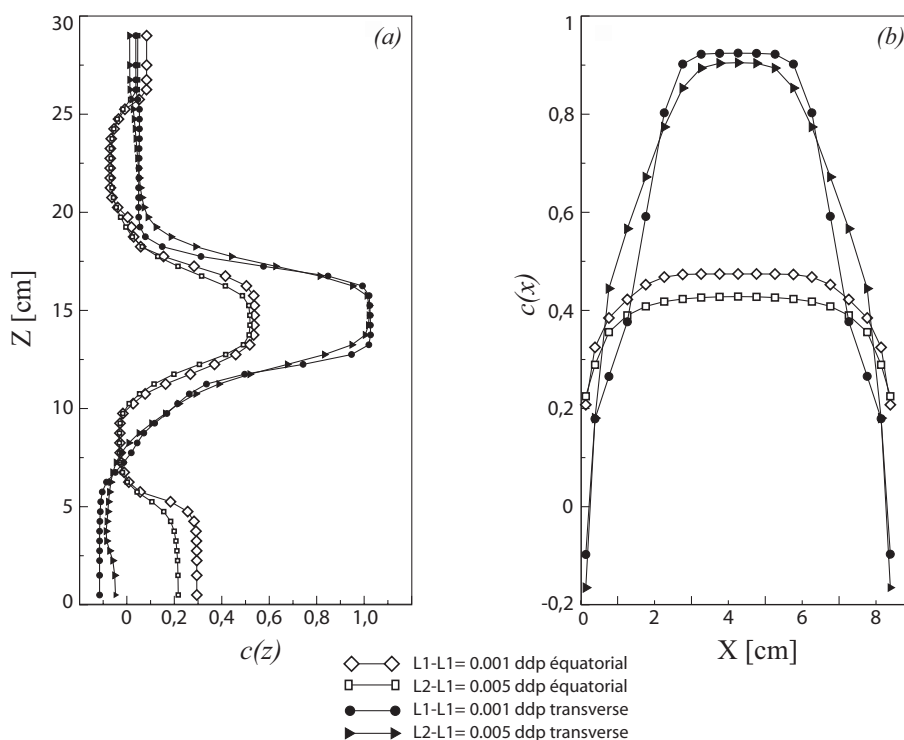 30
25
20
15
10
5
0
Z [cm]
(a)
0
0,2
0,4
0,6
0,8
1,0
c(z)
1
0,8
0,6
0,4
0,2
0
-0,2
c(x)
(b)
0
2
4
6
8
X [cm]
L1-L1= 0.001 ddp équatorial
L2-L1= 0.005 ddp équatorial
L1-L1= 0.001 ddp transverse
L2-L1= 0.005 ddp transverse